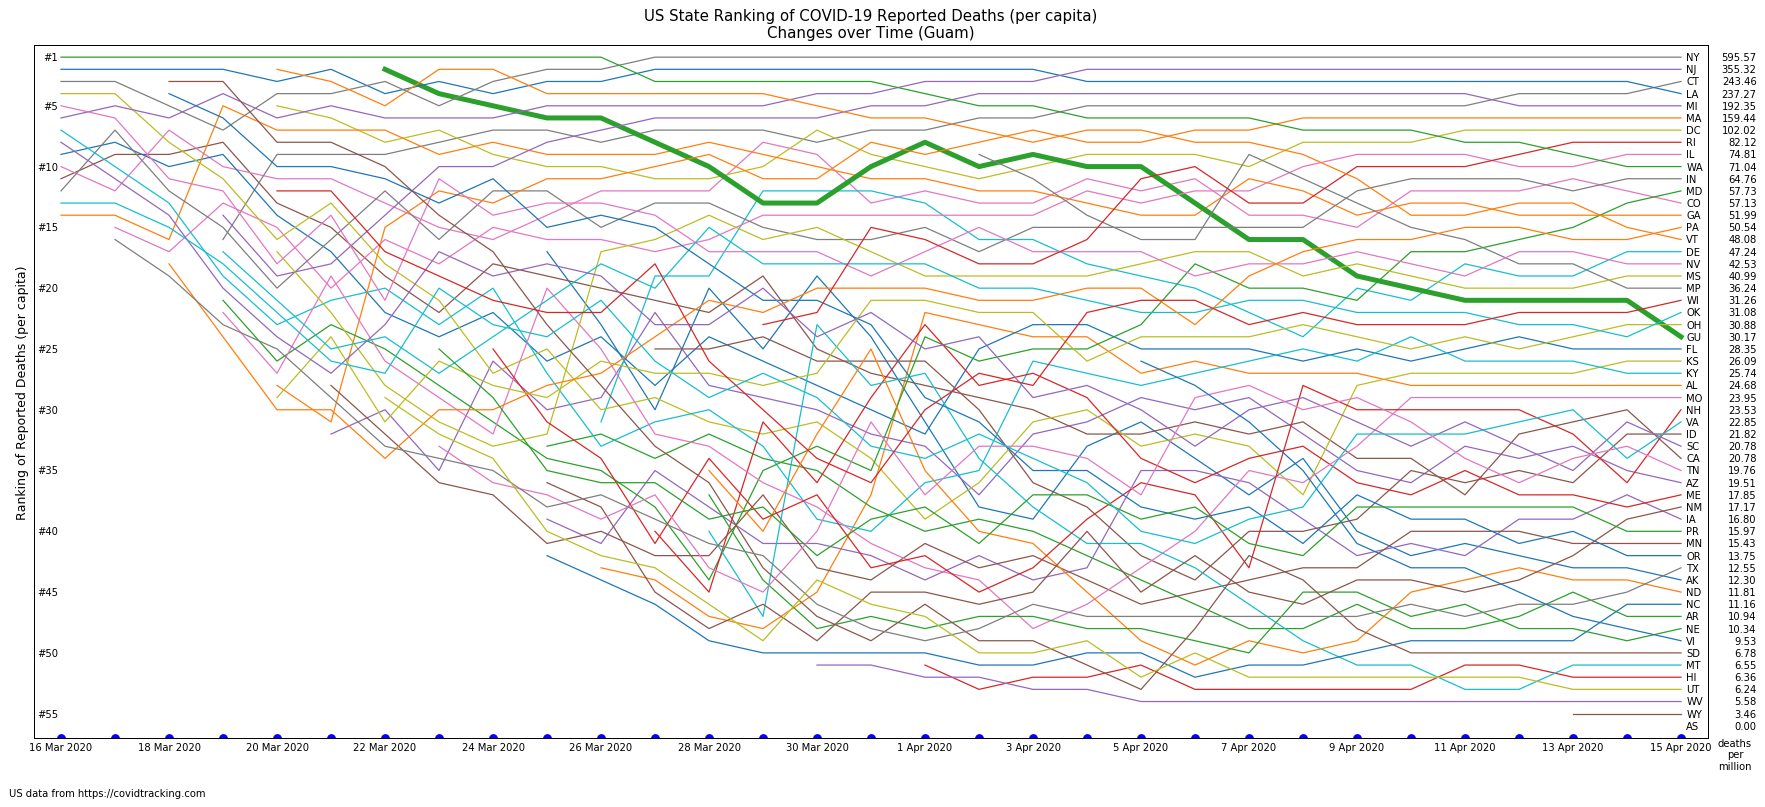 US State Ranking of COVID-19 Reported Deaths (per capita)
Changes over Time (Guam)
Ranking of Reported Deaths (per capita)
#1
#5
#10
#15
#20
#25
#30
#35
#40
#45
#50
#55
NY 595.57
NJ 355.32
CT 243.46
LA 237.27
MI 192.35
MA 159.44
DC 102.02
RI 82.12
IL 74.81
WA 71.04
IN 64.76
MD 57.73
CO 57.13
GA 51.99
PA 50.54
VT 48.08
DE 47.24
NV 42.53
MS 40.99
MP 36.24
WI 31.26
OK 31.08
OH 30.88
GU 30.17
FL 28.35
KS 26.09
KY 25.74
AL 24.68
MO 23.95
NH 23.53
VA 22.85
ID 21.82
SC 20.78
CA 20.78
TN 19.76
AZ 19.51
ME 17.85
NM 17.17
IA 16.80
PR 15.97
MN 15.43
OR 13.75
TX 12.55
AK 12.30
ND 11.81
NC 11.16
AR 10.94
NE 10.34
VI 9.53
SD 6.78
MT 6.55
HI 6.36
UT 6.24
WV 5.58
WY 3.46
AS 0.00
16 Mar 2020 18 Mar 2020 20 Mar 2020 22 Mar 2020 24 Mar 2020 26 Mar 2020 28 Mar 2020 30 Mar 2020 1 Apr 2020 3 Apr 2020 5 Apr 2020 7 Apr 2020 9 Apr 2020 11 Apr 2020 13 Apr 2020 15 Apr 2020
deaths
per
million
US data from https://covidtracking.com